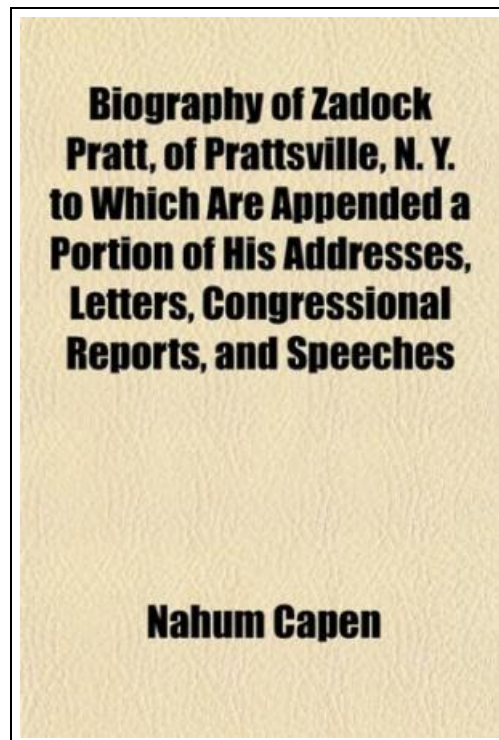 Biography of Zadock
Pratt, of Prattsville, N. Y.
to Which Are Appended a
Portion of His Addresses,
Letters, Congressional
Reports, and Speeches
Nahum Capen